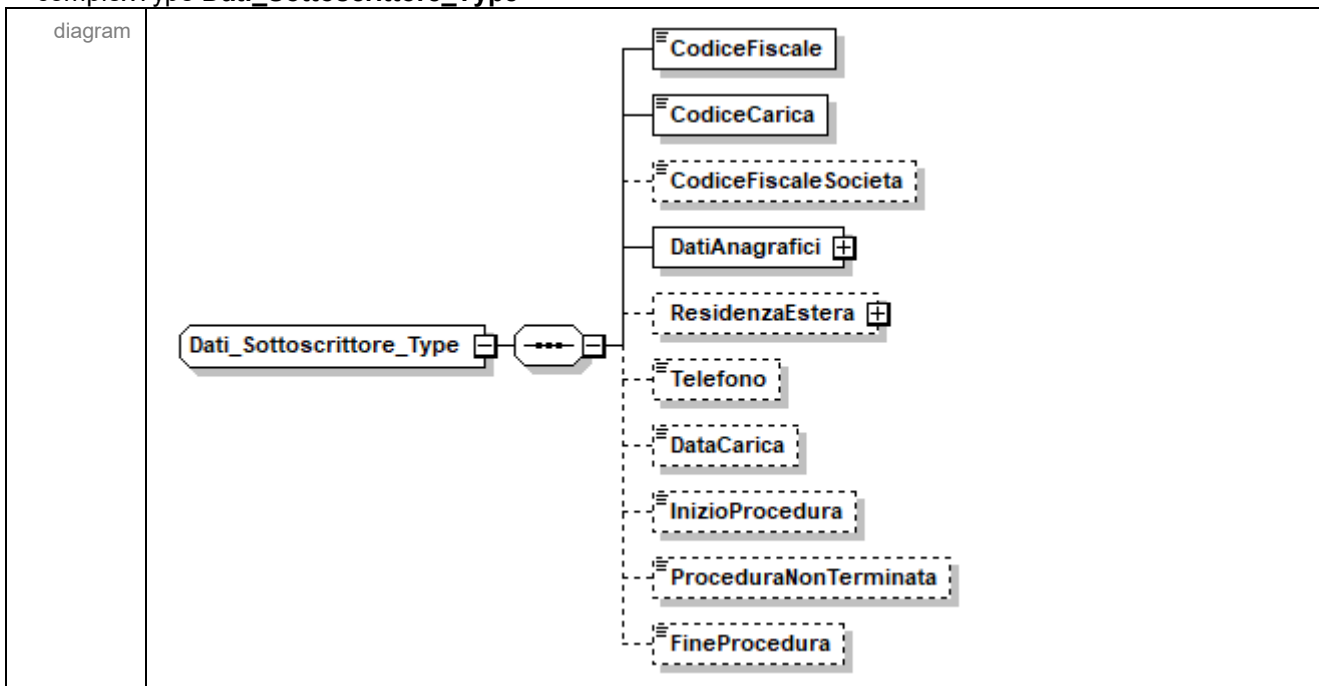 complexType Dati_Sottoscrittore_Type
diagram
CodiceFiscale
CodiceCarica
CodiceFiscaleSocieta
DatiAnagrafici
ResidenzaEstera
Dati_Sottoscrittore_Type
Telefono
DataCarica
InizioProcedura
ProceduraNonTerminata
FineProcedura